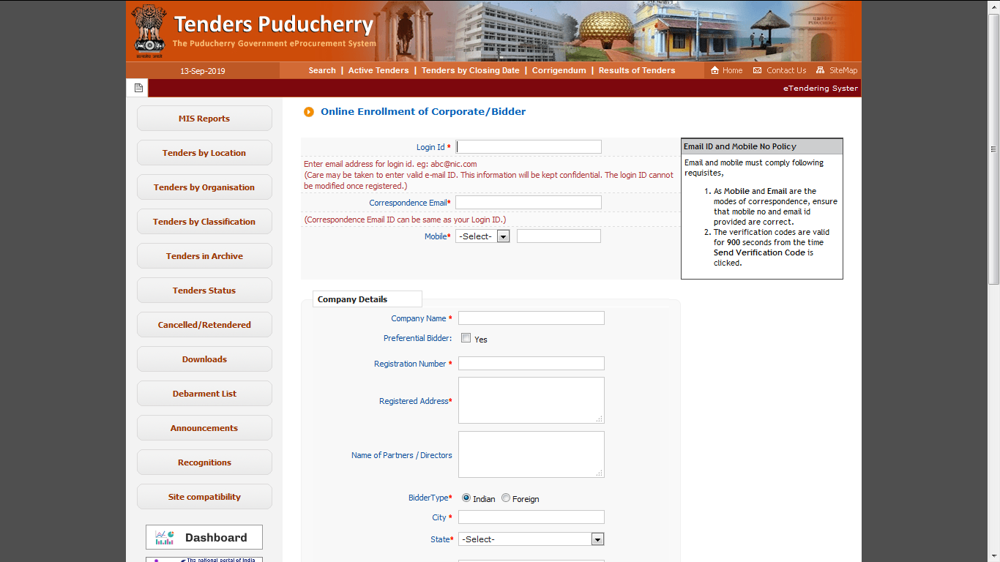 Tenders Puducherry
The Puducherry Government eProcurement System
13-Sep-2019
Search | Active Tenders | Tenders by Closing Date | Corrigendum | Results of Tenders
Home Contact Us SiteMap
eTendering Syster
MIS Reports
Tenders by Location
Tenders by Organisation
Tenders by Classification
Tenders in Archive
Tenders Status
Cancelled/Retendered
Downloads
Debarment List
Announcements
Recognitions
Site compatibility
Dashboard
The national portal of India
Online Enrollment of Corporate/Bidder
Login Id *
Enter email address for login id. eg: abc@nic.com
(Care may be taken to enter valid e-mail ID. This information will be kept confidential. The login ID cannot
be modified once registered.)
Correspondence Email*
(Correspondence Email ID can be same as your Login ID.)
Mobile* -Select-
Email ID and Mobile No Policy
Email and mobile must comply following
requisites,
1. As Mobile and Email are the
modes of correspondence, ensure
that mobile no and email id
provided are correct.
2. The verification codes are valid
for 900 seconds from the time
Send Verification Code is
clicked.
Company Details
Company Name *
Preferential Bidder: Yes
Registration Number *
Registered Address*
Name of Partners / Directors
BidderType* Indian Foreign
City *
State* -Select-